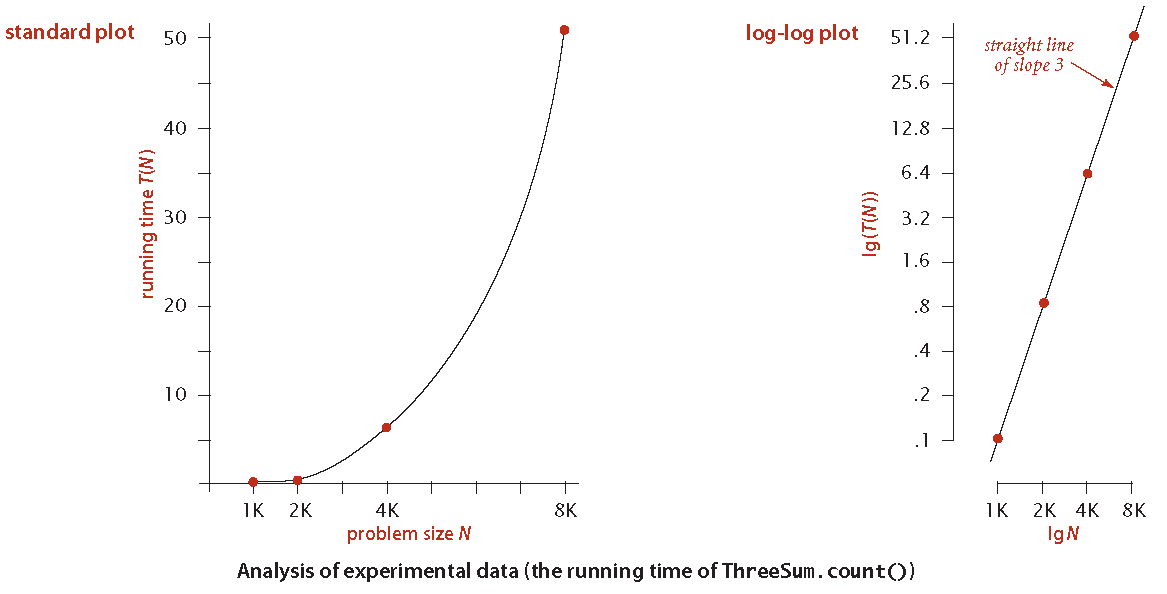 standard plot
50
40
30
20
10
running time T(N)
1K 2K 4K 8K
problem size N
log-log plot
straight line
of slope 3
51.2
25.6
12.8
6.4
3.2
1.6
.8
.4
.2
.1
lg(T(N))
1K 2K 4K 8K
lgN
Analysis of experimental data (the running time of ThreeSum.count())